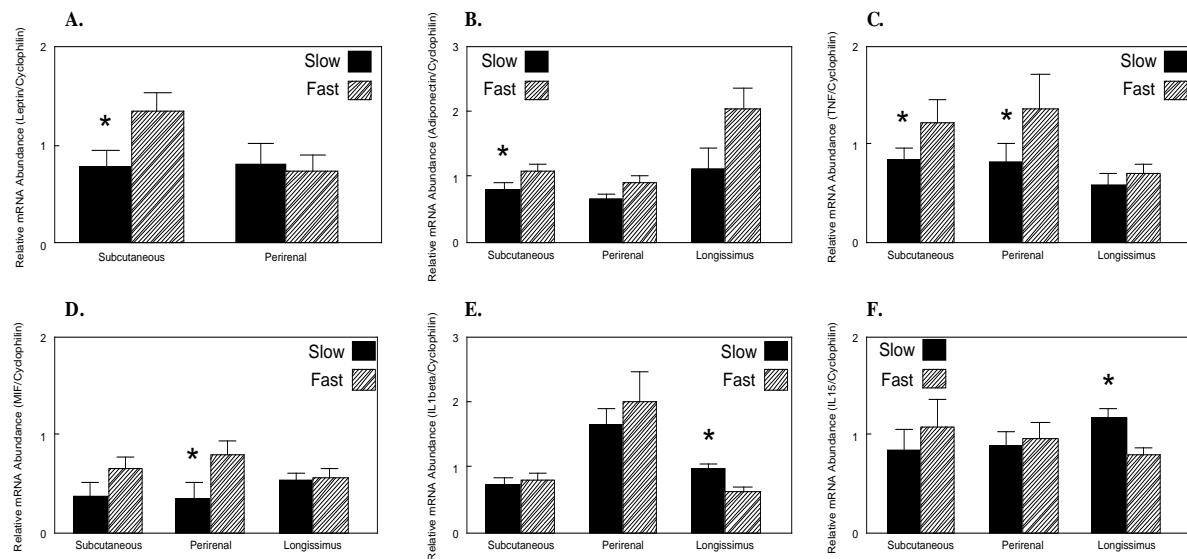 A.
Relative mRNA Abundance (Leptin/Cyclophilin)
2
1
0
Slow
Fast
*
Subcutaneous Perirenal
B.
Relative mRNA Abundance (Adiponectin/Cyclophilin)
3
2
1
0
Slow
Fast
*
Subcutaneous Perirenal Longissimus
C.
Relative mRNA Abundance (TNF/Cyclophilin)
2
1
0
Slow
Fast
* *
Subcutaneous Perirenal Longissimus
D.
Relative mRNA Abundance (MIF/Cyclophilin)
2
1
0
Slow
Fast
*
Subcutaneous Perirenal Longissimus
E.
Relative mRNA Abundance (IL1beta/Cyclophilin)
3
2
1
0
Slow
Fast
*
Subcutaneous Perirenal Longissimus
F.
Relative mRNA Abundance (IL15/Cyclophilin)
2
1
0
Slow
Fast
*
Subcutaneous Perirenal Longissimus